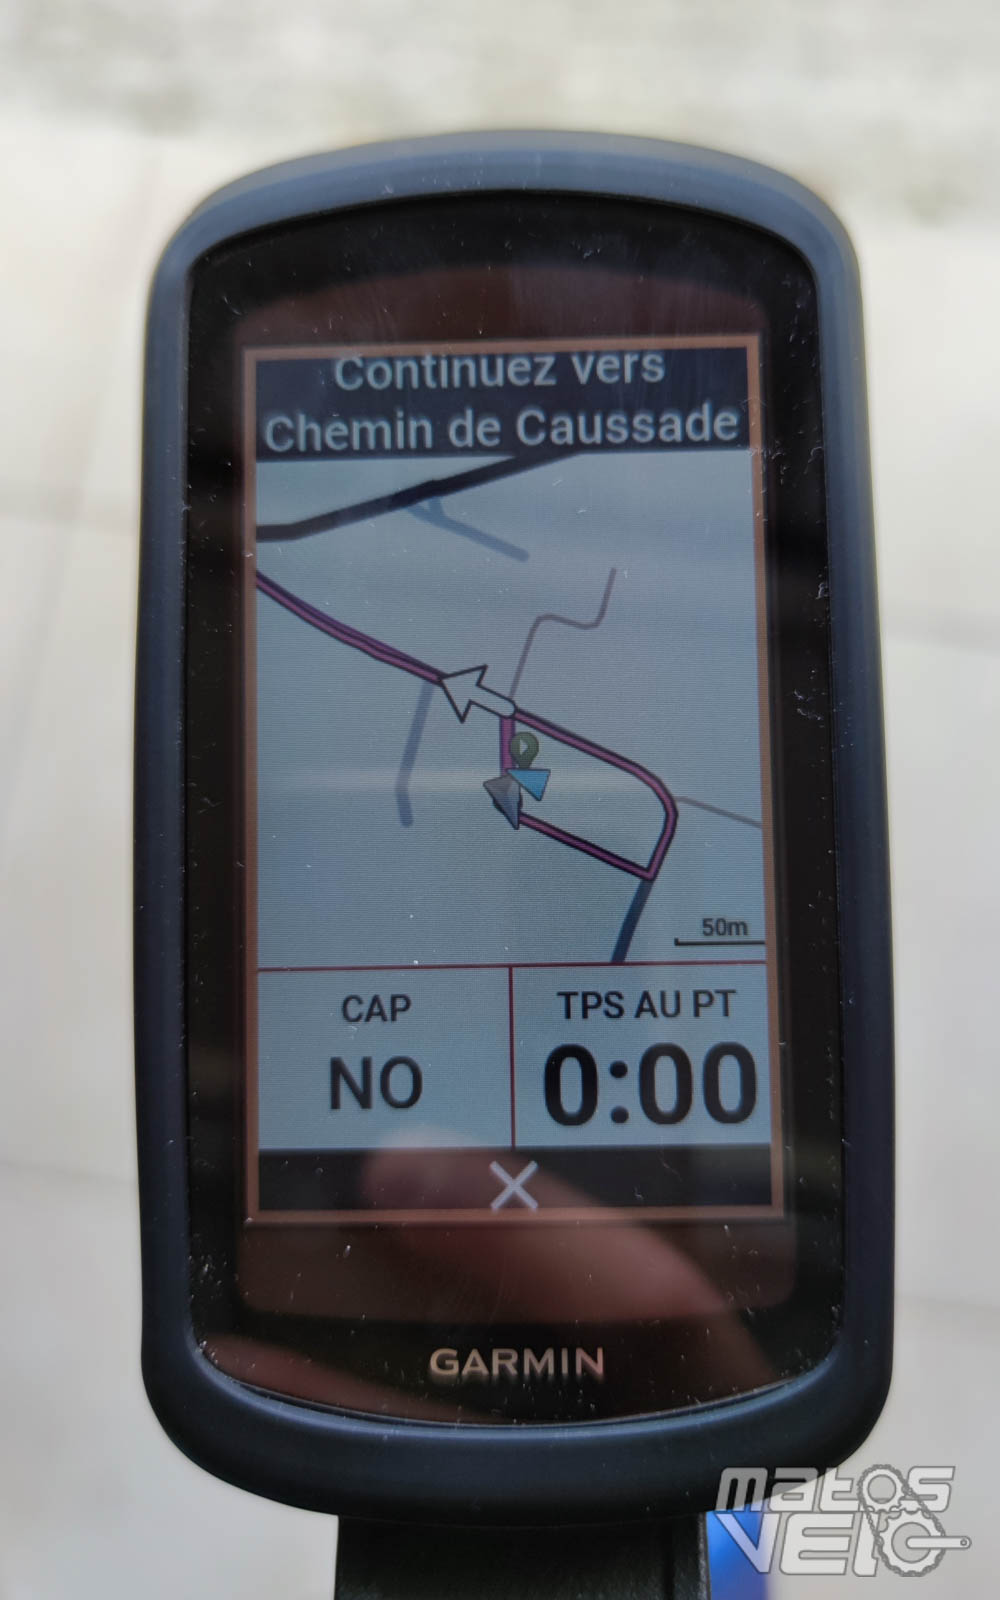 Continuez vers
Chemin de Caussade
50m
CAP
TPS AU PT
NO
0:00
GARMIN
MATOS
VELO